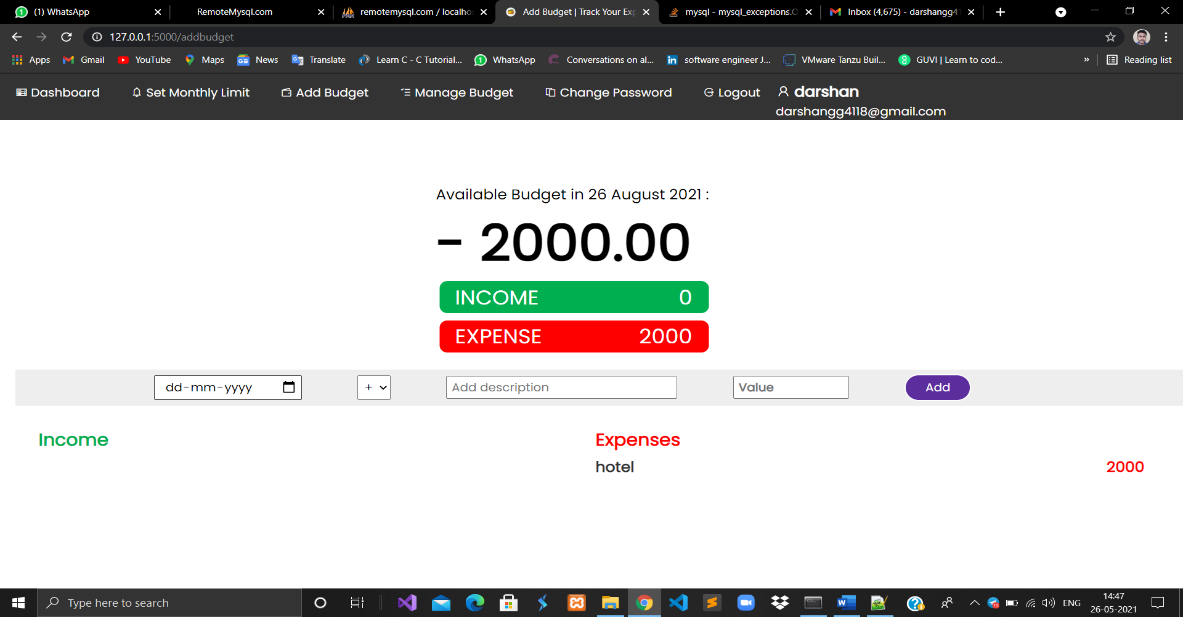 (1) WhatsApp
RemoteMysql.com
remotemysql.com / localho
Add Budget | Track Your Exp
mysql - mysql_exceptions.O
Inbox (4,675) - darshangg41
127.0.0.1:5000/addbudget
Apps Gmail YouTube Maps News Translate Learn C - C Tutorial... WhatsApp Conversations on al... software engineer J... VMware Tanzu Buil... GUVI | Learn to cod... » Reading list
Dashboard Set Monthly Limit Add Budget Manage Budget Change Password Logout darshan
darshangg4118@gmail.com
Available Budget in 26 August 2021 :
- 2000.00
INCOME 0
EXPENSE 2000
dd-mm-yyyy + Add description Value Add
Income Expenses
hotel 2000
Type here to search
ENG
14:47
26-05-2021